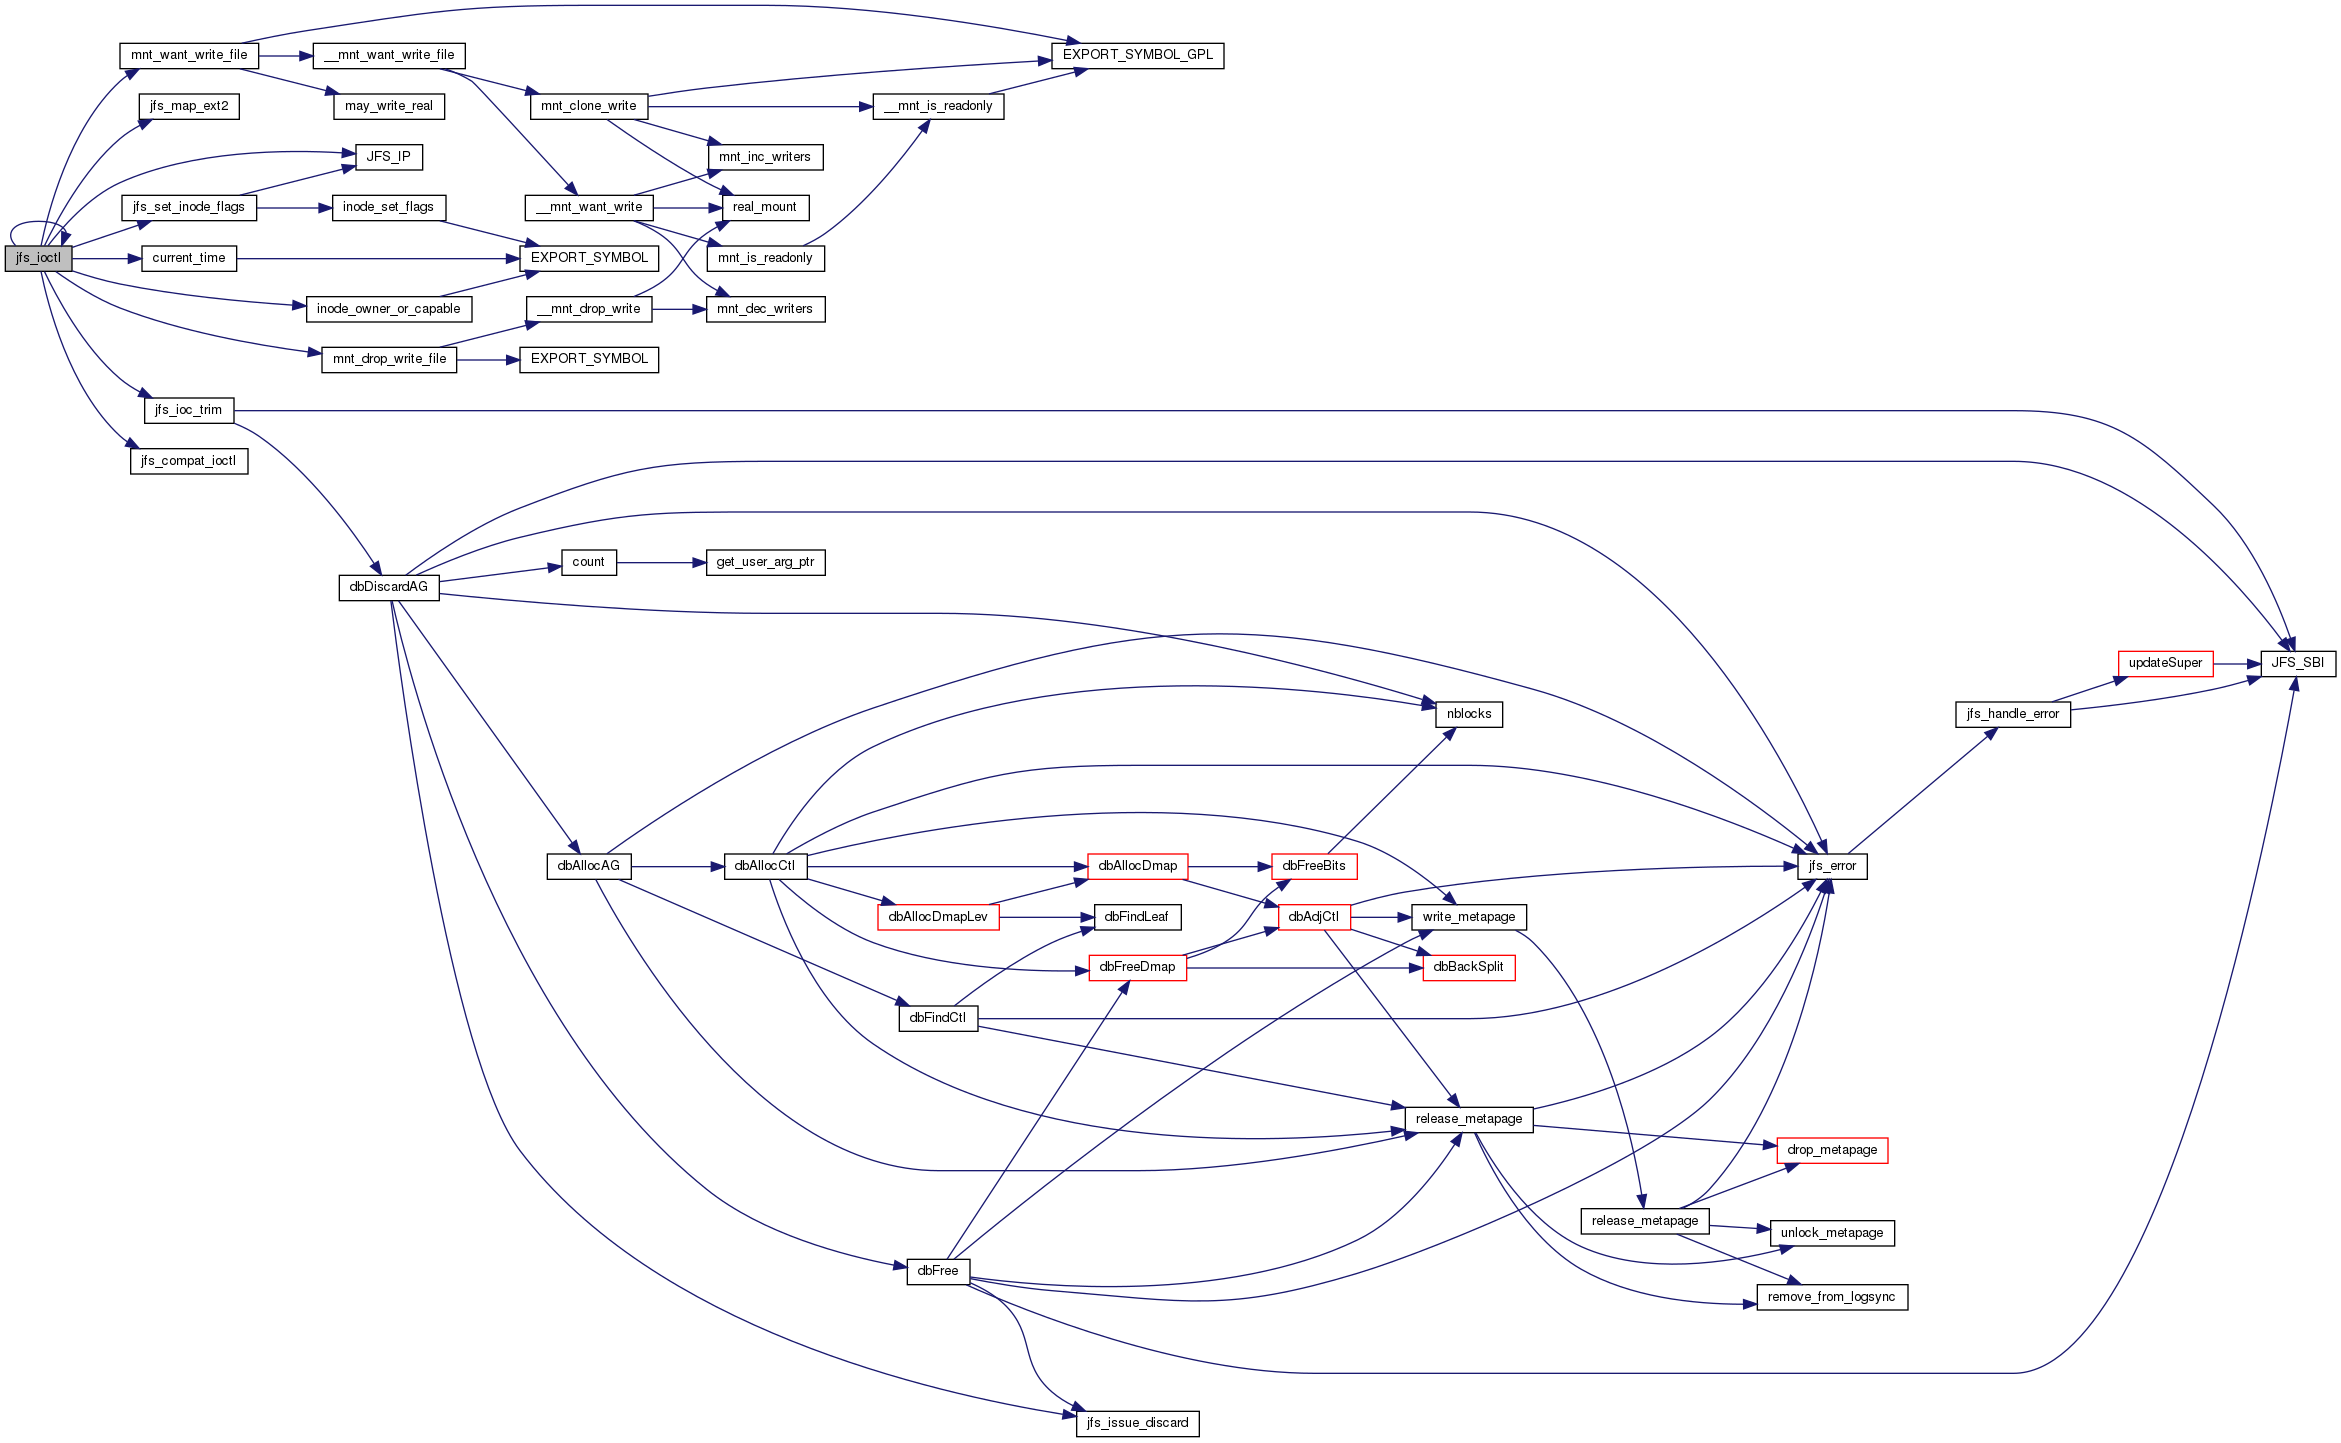 mnt_want_write_file
__mnt_want_write_file
EXPORT_SYMBOL_GPL
jfs_map_ext2
may_write_real
mnt_clone_write
__mnt_is_readonly
JFS_IP
mnt_inc_writers
jfs_set_inode_flags
inode_set_flags
__mnt_want_write
real_mount
jfs_ioctl
current_time
EXPORT_SYMBOL
mnt_is_readonly
inode_owner_or_capable
__mnt_drop_write
mnt_dec_writers
mnt_drop_write_file
EXPORT_SYMBOL
jfs_ioc_trim
jfs_compat_ioctl
count
get_user_arg_ptr
dbDiscardAG
updateSuper
JFS_SBI
nblocks
jfs_handle_error
dbAllocAG
dbAllocCtl
dbAllocDmap
dbFreeBits
jfs_error
dbAllocDmapLev
dbFindLeaf
dbAdjCtl
write_metapage
dbFreeDmap
dbBackSplit
dbFindCtl
release_metapage
drop_metapage
release_metapage
unlock_metapage
dbFree
remove_from_logsync
jfs_issue_discard